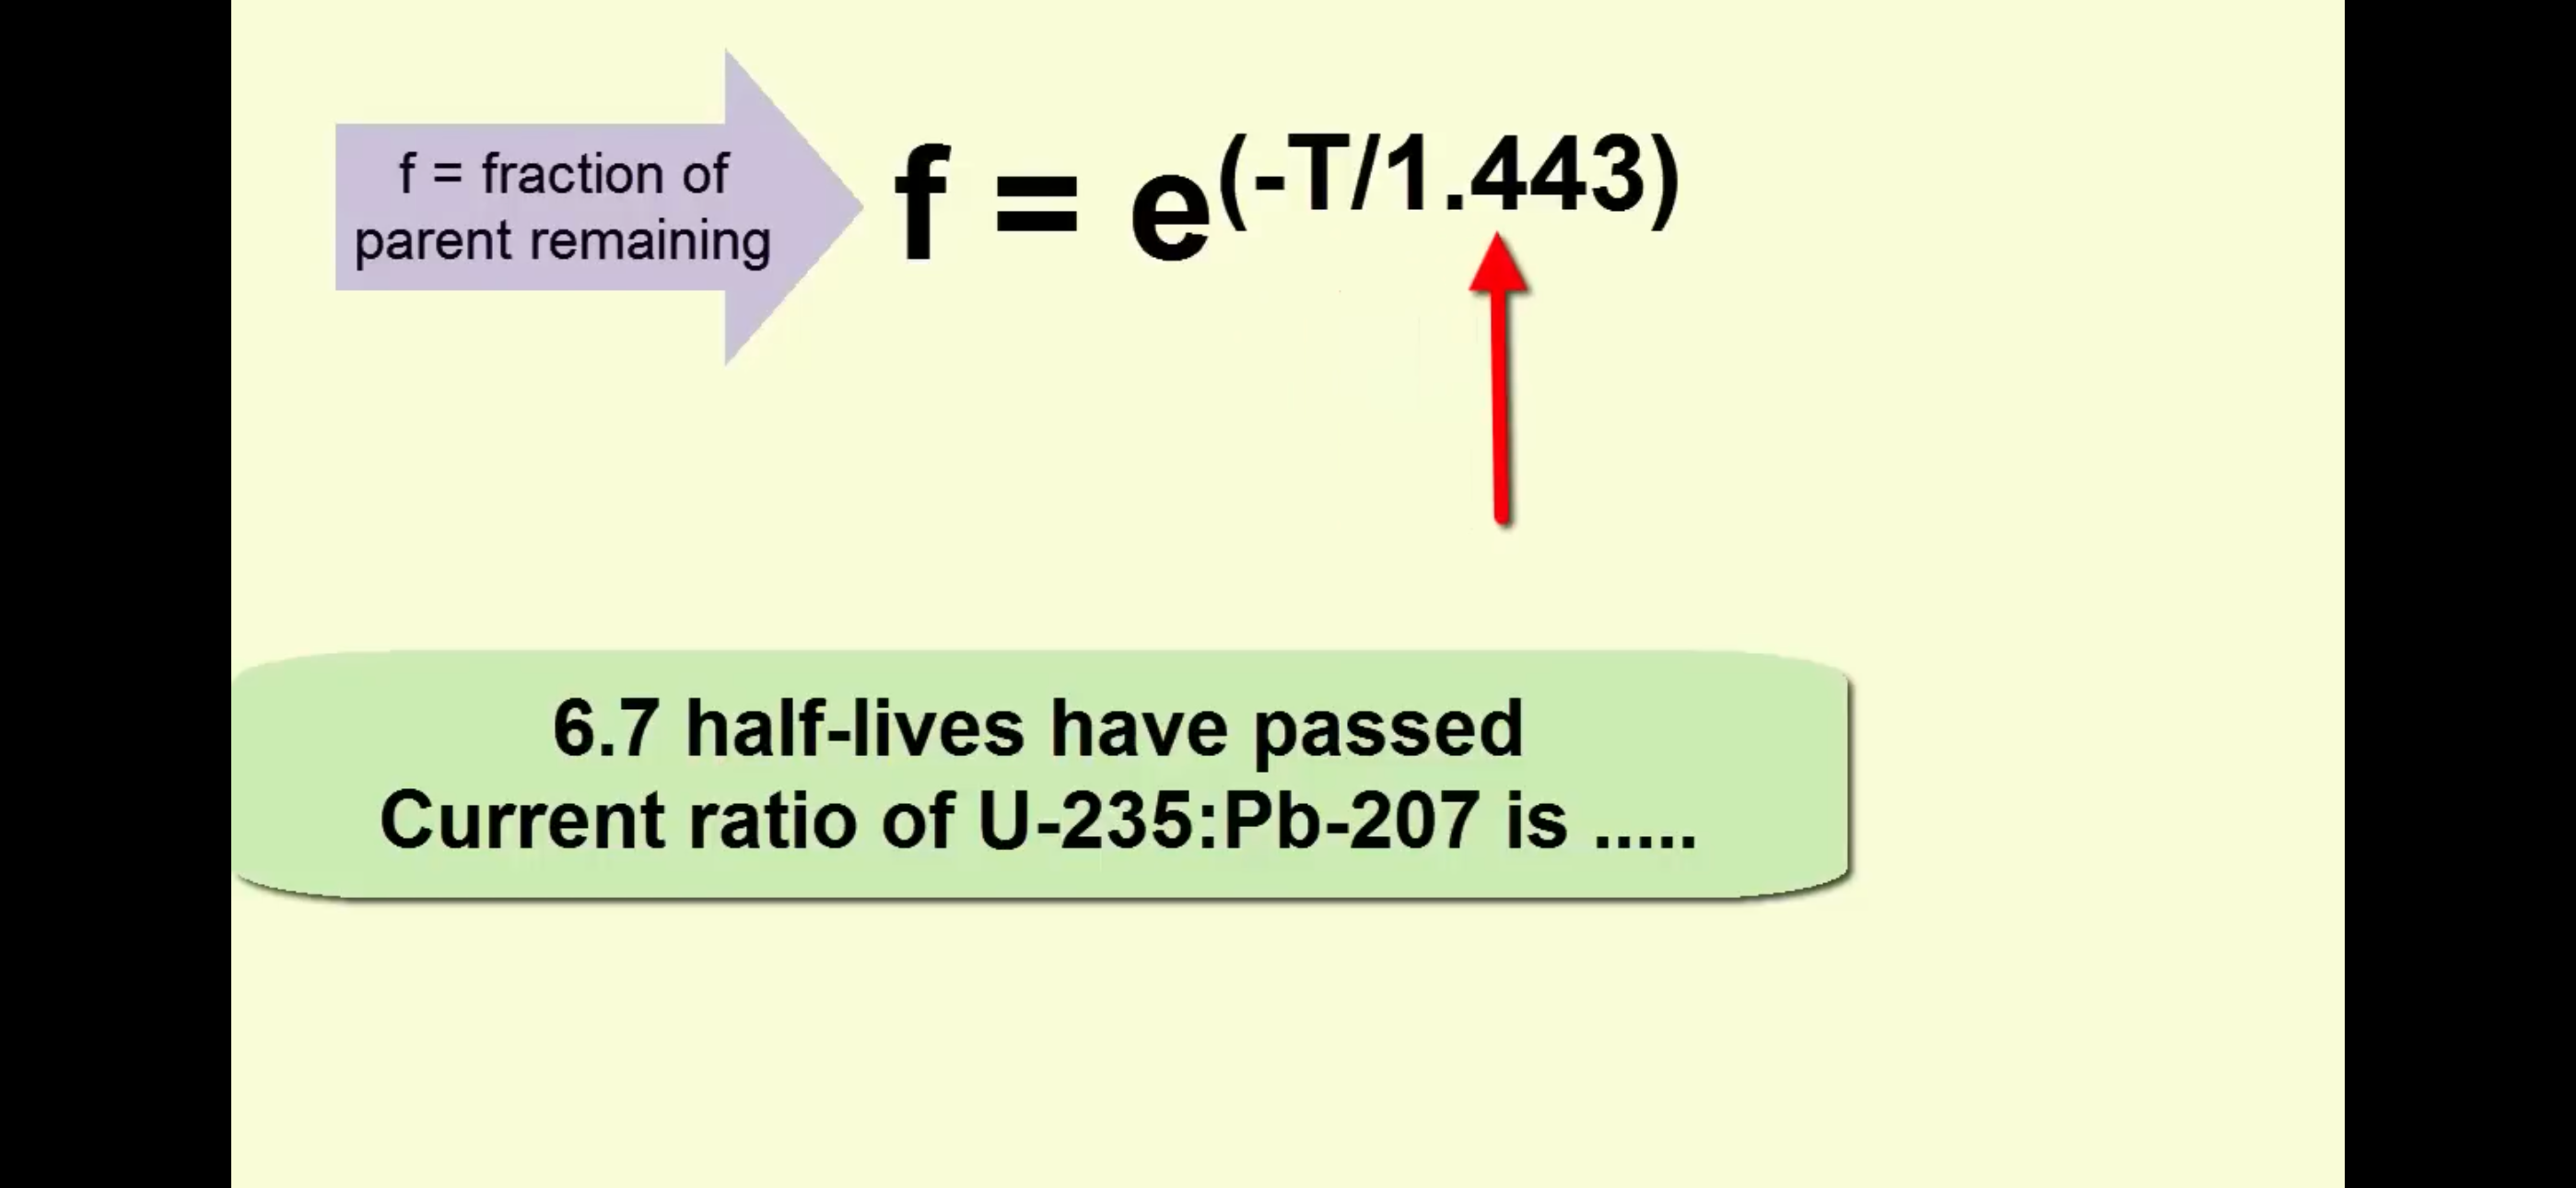 f = fraction of
parent remaining
f = e(-T/1.443)
6.7 half-lives have passed
Current ratio of U-235:Pb-207 is .....